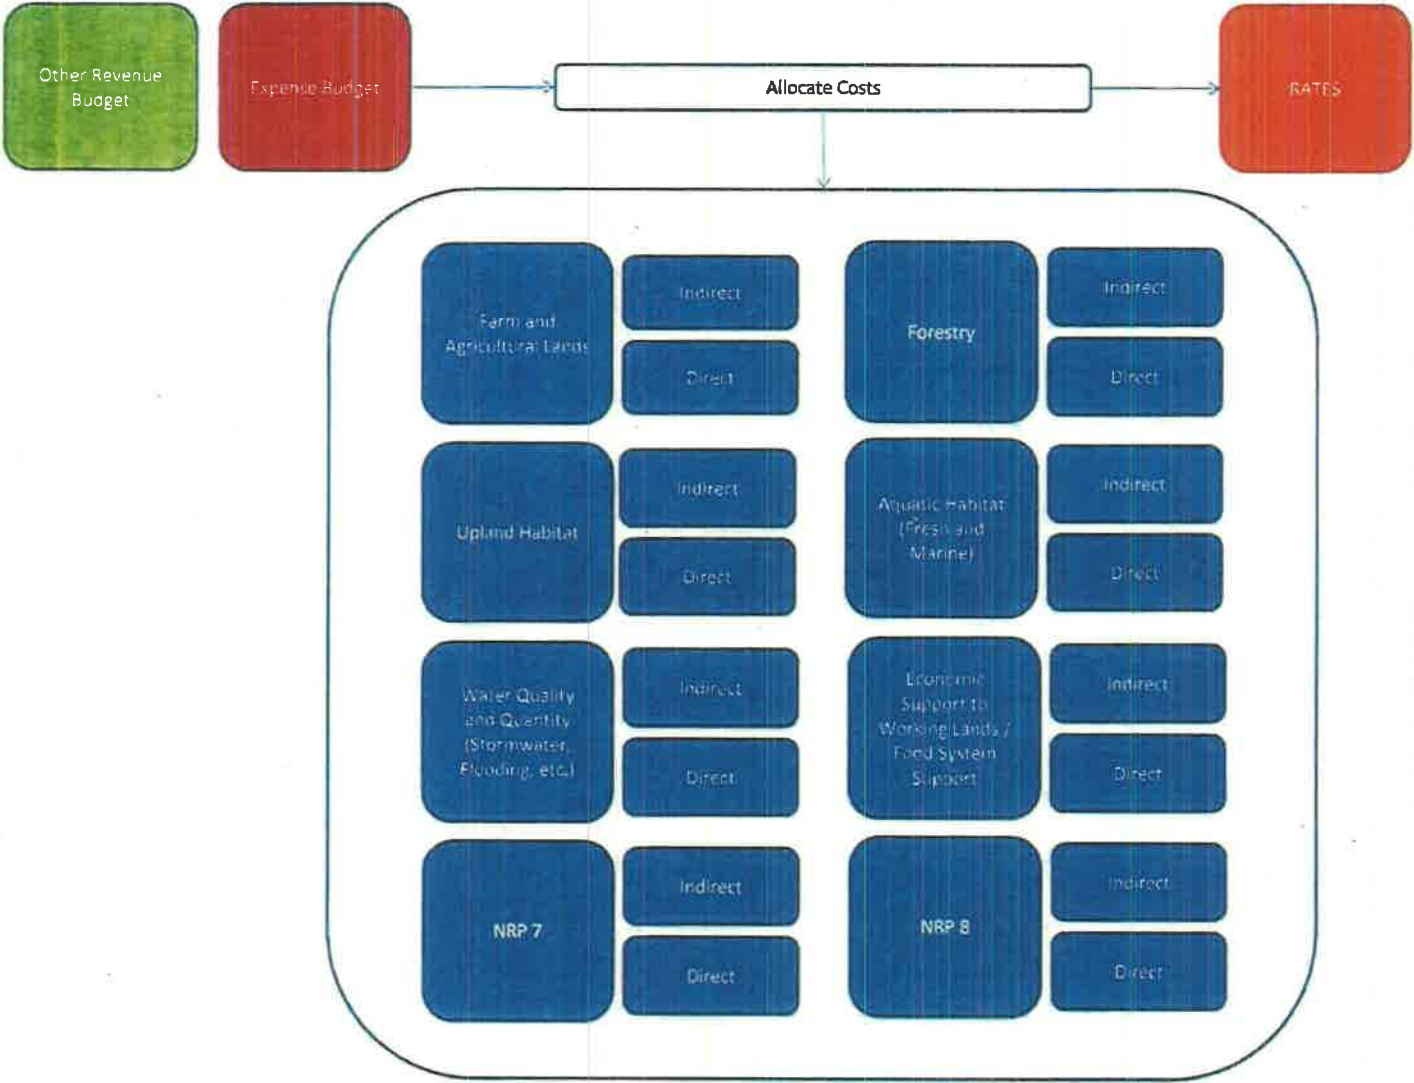 Other Revenue
Budget
Expense Budget
Allocate Costs
RATES
Farm and
Agricultural Lands
Indirect
Direct
Forestry
Indirect
Direct
Upland Habitat
Indirect
Direct
Aquatic Habitat
(Fresh and
Marine)
Indirect
Direct
Water Quality
and Quantity
(Stormwater,
Flooding, etc.)
Indirect
Direct
Economic
Support to
Working Lands /
Food System
Support
Indirect
Direct
NRP 7
Indirect
Direct
NRP 8
Indirect
Direct